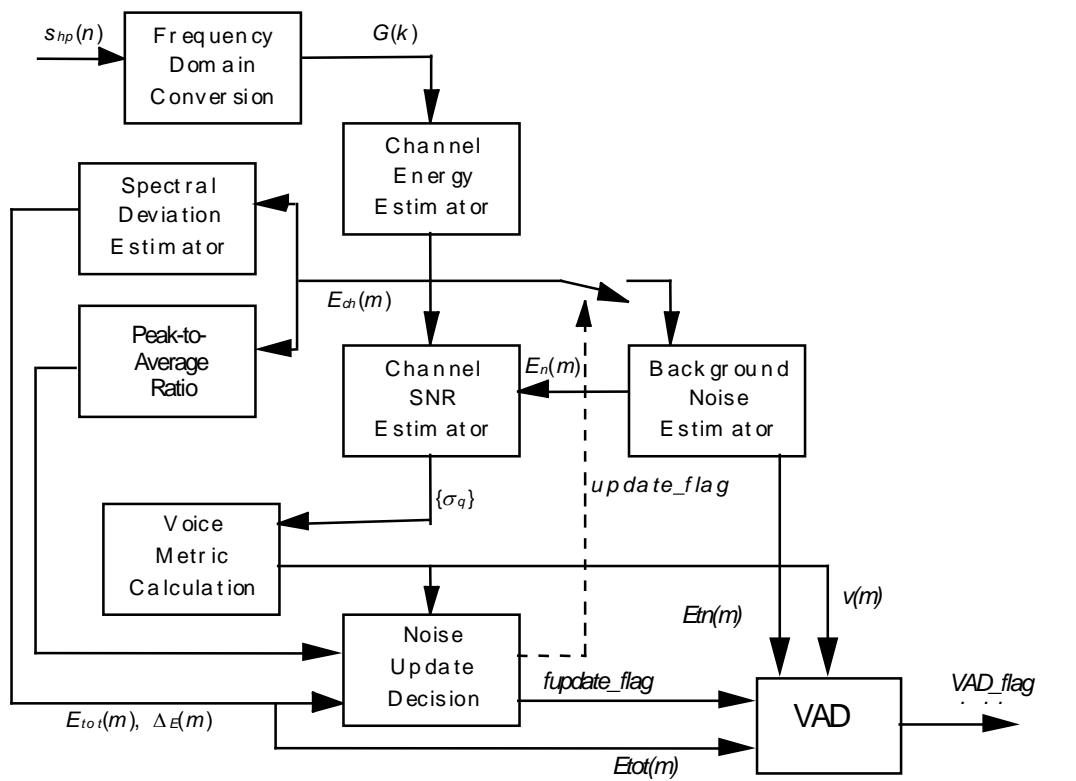 s_hp(n)
Frequency
Domain
Conversion
G(k)
Channel
Energy
Estimator
Spectral
Deviation
Estimator
E_ch(m)
Peak-to-
Average
Ratio
Channel
SNR
Estimator
E_n(m)
Background
Noise
Estimator
update_flag
{σ_q}
Voice
Metric
Calculation
v(m)
Etn(m)
Noise
Update
Decision
fupdate_flag
VAD
VAD_flag
E_tot(m), Δ_E(m)
Etot(m)